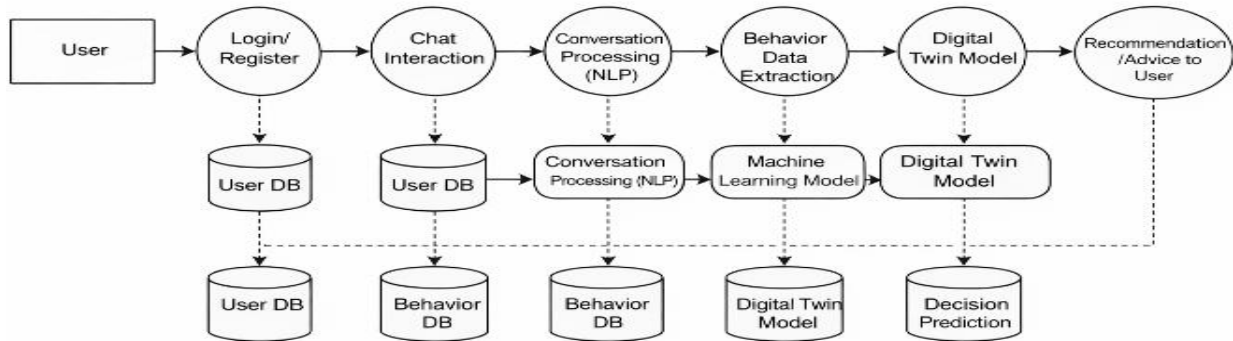 User
Login/
Register
Chat
Interaction
Conversation
Processing
(NLP)
Behavior
Data
Extraction
Digital
Twin Model
Recommendation
/Advice to
User
User DB
User DB
Conversation
Processing (NLP)
Machine
Learning Model
Digital Twin
Model
User DB
Behavior
DB
Behavior
DB
Digital Twin
Model
Decision
Prediction